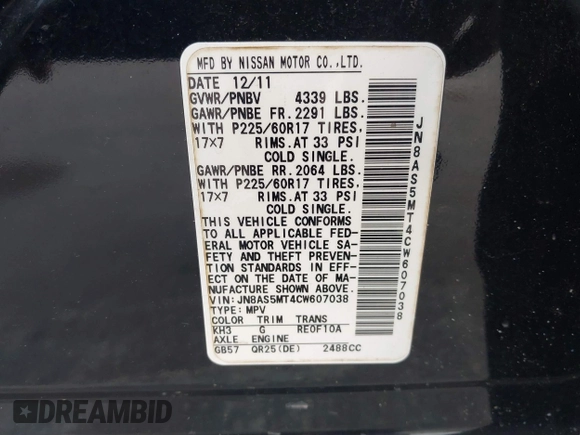 MFD BY NISSAN MOTOR CO.,LTD.
DATE 12/11
GVWR/PNBV 4339 LBS.
GAWR/PNBE FR.2291 LBS.
WITH P225/60R17 TIRES.
17×7 RIMS.AT 33 PSI
COLD SINGLE.
GAWR/PNBE RR.2064 LBS.
WITH P225/60R17 TIRES.
17×7 RIMS.AT 33 PSI
COLD SINGLE.
THIS VEHICLE CONFORMS
TO ALL APPLICABLE FED-
ERAL MOTOR VEHICLE SA-
FETY AND THEFT PREVEN-
TION STANDARDS IN EFF-
ECT ON THE DATE OF MA-
NUFACTURE SHOWN ABOVE.
VIN:JN8AS5MT4CW607038
TYPE:MPV
COLOR TRIM TRANS
KH3 G RE0F10A
AXLE ENGINE
GB57 QR25(DE) 2488CC
JN8AS5MT4CW607038
DREAMBID